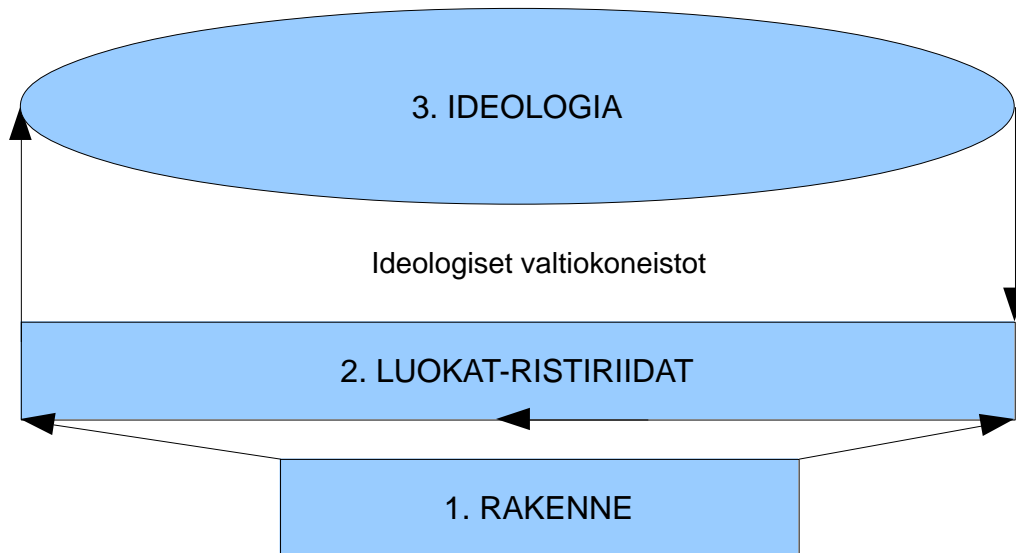 3. IDEOLOGIA
Ideologiset valtiokoneistot
2. LUOKAT-RISTIRIIDAT
1. RAKENNE